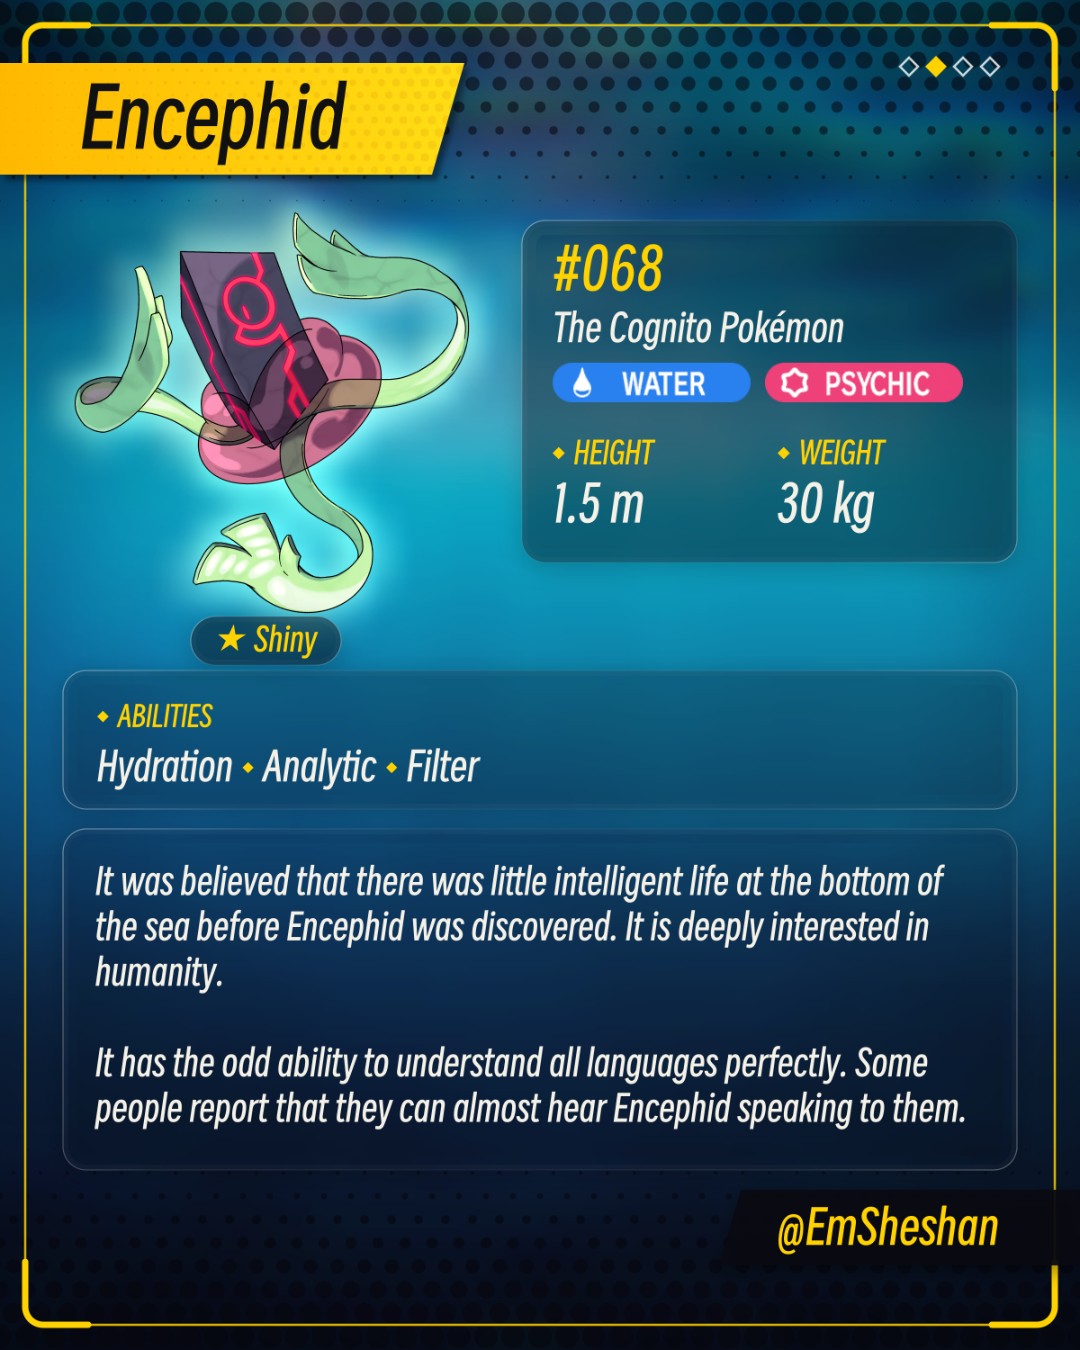 Encephid
#068
The Cognito Pokémon
WATER PSYCHIC
HEIGHT WEIGHT
1.5 m 30 kg
★ Shiny
ABILITIES
Hydration • Analytic • Filter
It was believed that there was little intelligent life at the bottom of
the sea before Encephid was discovered. It is deeply interested in
humanity.
It has the odd ability to understand all languages perfectly. Some
people report that they can almost hear Encephid speaking to them.
@EmSheshan